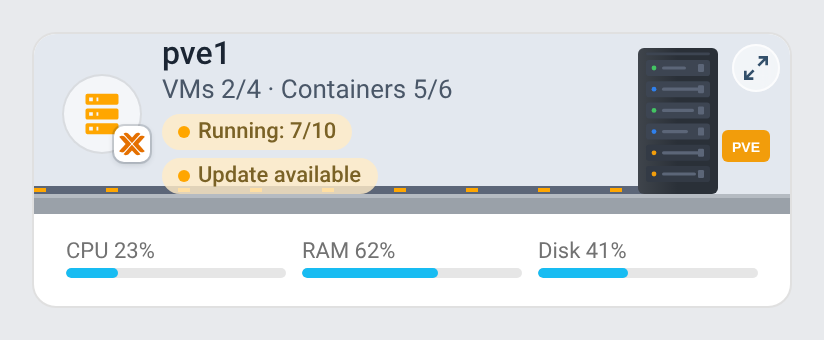 pve1
VMs 2/4 · Containers 5/6
Running: 7/10
Update available
PVE
CPU 23%
RAM 62%
Disk 41%